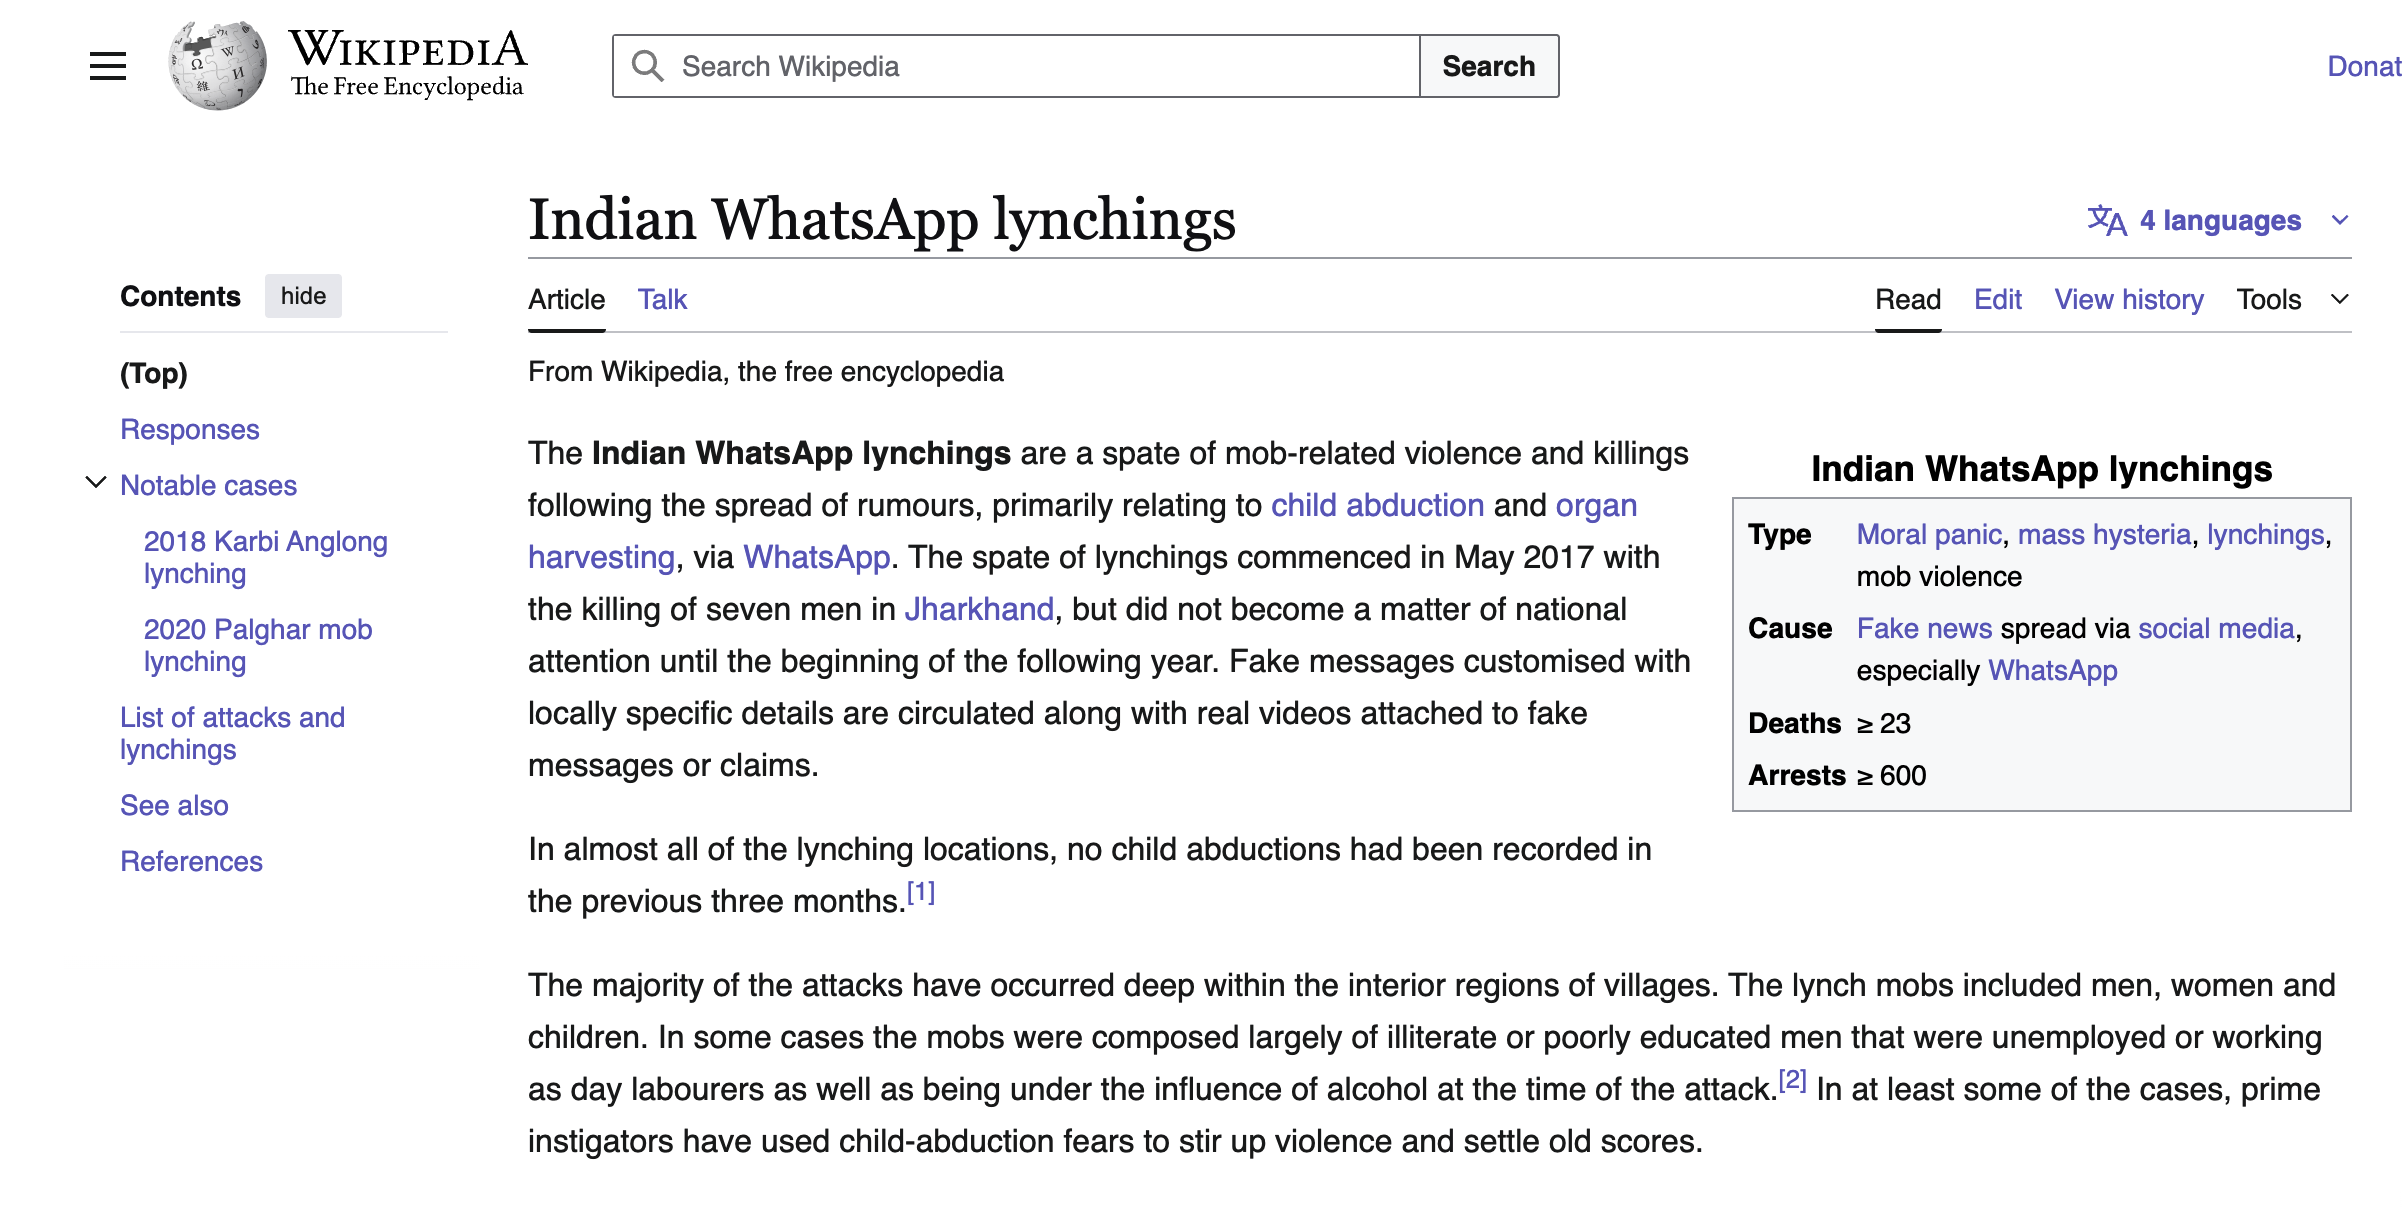 WIKIPEDIA
The Free Encyclopedia
Search Wikipedia
Search
Donat
Indian WhatsApp lynchings
4 languages
Contents hide
(Top)
Responses
Notable cases
2018 Karbi Anglong
lynching
2020 Palghar mob
lynching
List of attacks and
lynchings
See also
References
Article Talk
Read Edit View history Tools
From Wikipedia, the free encyclopedia
The Indian WhatsApp lynchings are a spate of mob-related violence and killings
following the spread of rumours, primarily relating to child abduction and organ
harvesting, via WhatsApp. The spate of lynchings commenced in May 2017 with
the killing of seven men in Jharkhand, but did not become a matter of national
attention until the beginning of the following year. Fake messages customised with
locally specific details are circulated along with real videos attached to fake
messages or claims.
Indian WhatsApp lynchings
Type Moral panic, mass hysteria, lynchings,
mob violence
Cause Fake news spread via social media,
especially WhatsApp
Deaths ≥ 23
Arrests ≥ 600
In almost all of the lynching locations, no child abductions had been recorded in
the previous three months.[1]
The majority of the attacks have occurred deep within the interior regions of villages. The lynch mobs included men, women and
children. In some cases the mobs were composed largely of illiterate or poorly educated men that were unemployed or working
as day labourers as well as being under the influence of alcohol at the time of the attack.[2] In at least some of the cases, prime
instigators have used child-abduction fears to stir up violence and settle old scores.